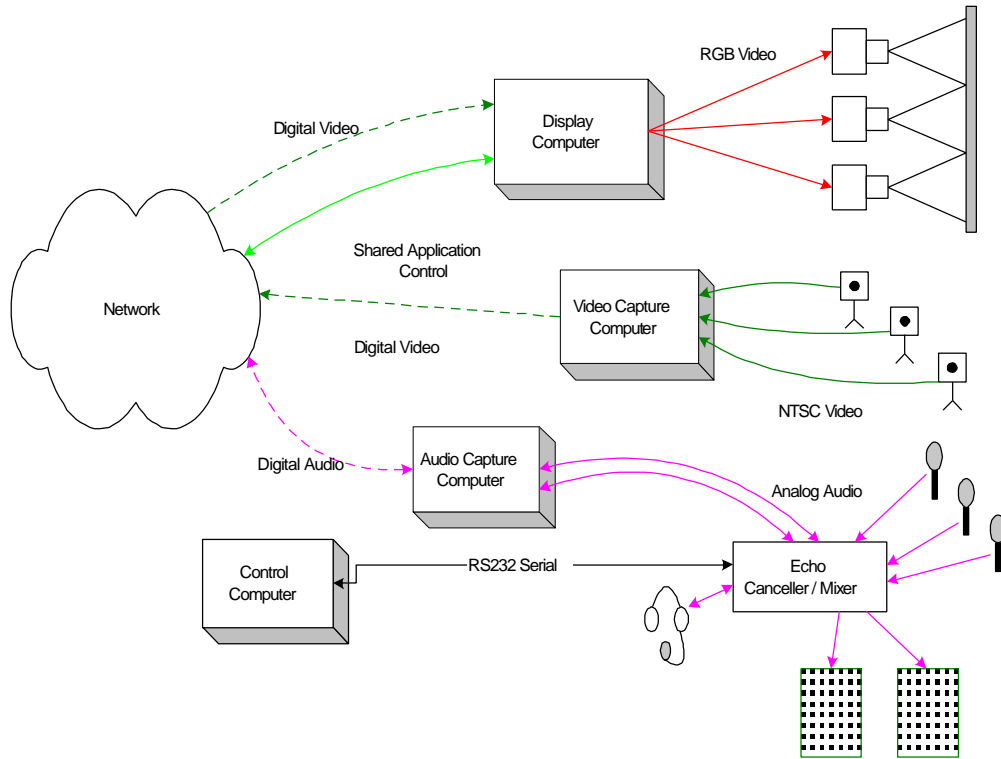 RGB Video
Digital Video
Display
Computer
Shared Application
Control
Network
Video Capture
Computer
Digital Video
NTSC Video
Digital Audio
Audio Capture
Computer
Analog Audio
RS232 Serial
Control
Computer
Echo
Canceller / Mixer